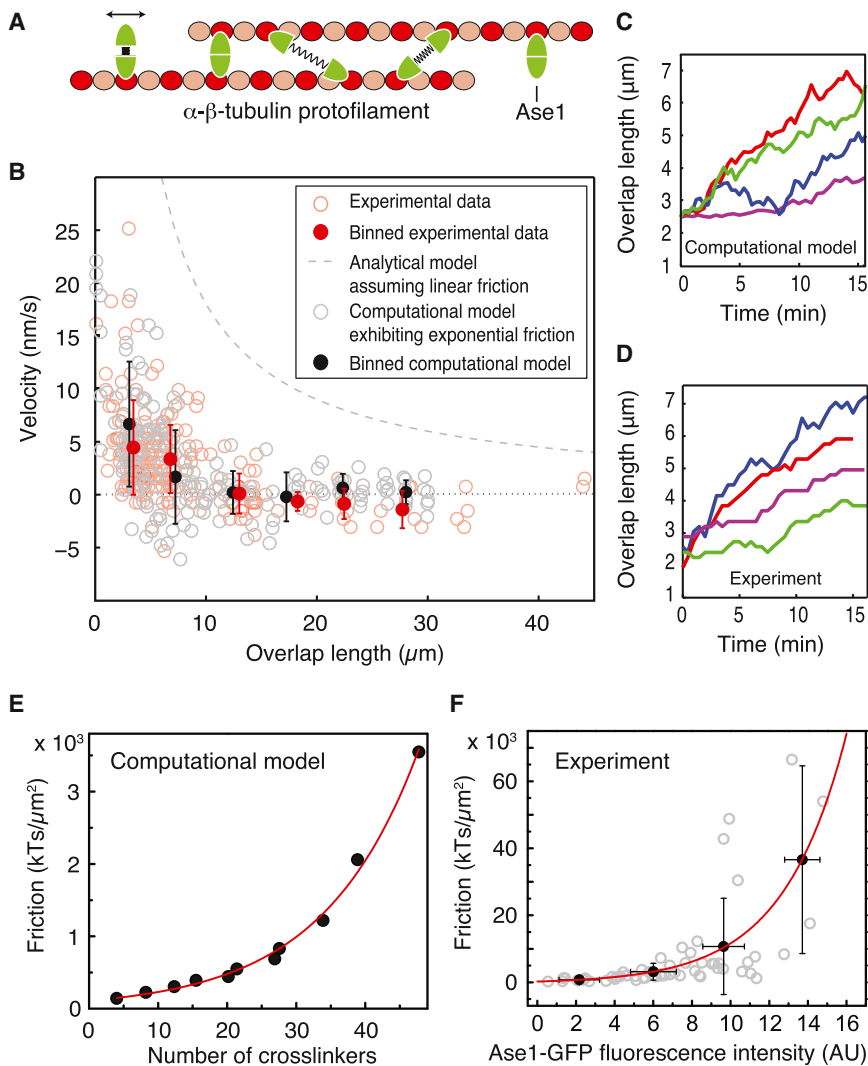 A
α-β-tubulin protofilament
Ase1
B
Velocity (nm/s)
25
20
15
10
5
0
−5
0
10
20
30
40
Overlap length (µm)
Experimental data
Binned experimental data
Analytical model
assuming linear friction
Computational model
exhibiting exponential friction
Binned computational model
C
Overlap length (µm)
7
6
5
4
3
2
1
Computational model
0
5
10
15
Time (min)
D
Overlap length (µm)
7
6
5
4
3
2
1
Experiment
0
5
10
15
Time (min)
E
x 10³
Computational model
Friction (kTs/µm²)
3
2
1
0
0
10
20
30
40
Number of crosslinkers
F
x 10³
Experiment
Friction (kTs/µm²)
60
40
20
10
0
0
2
4
6
8
10
12
14
16
Ase1-GFP fluorescence intensity (AU)